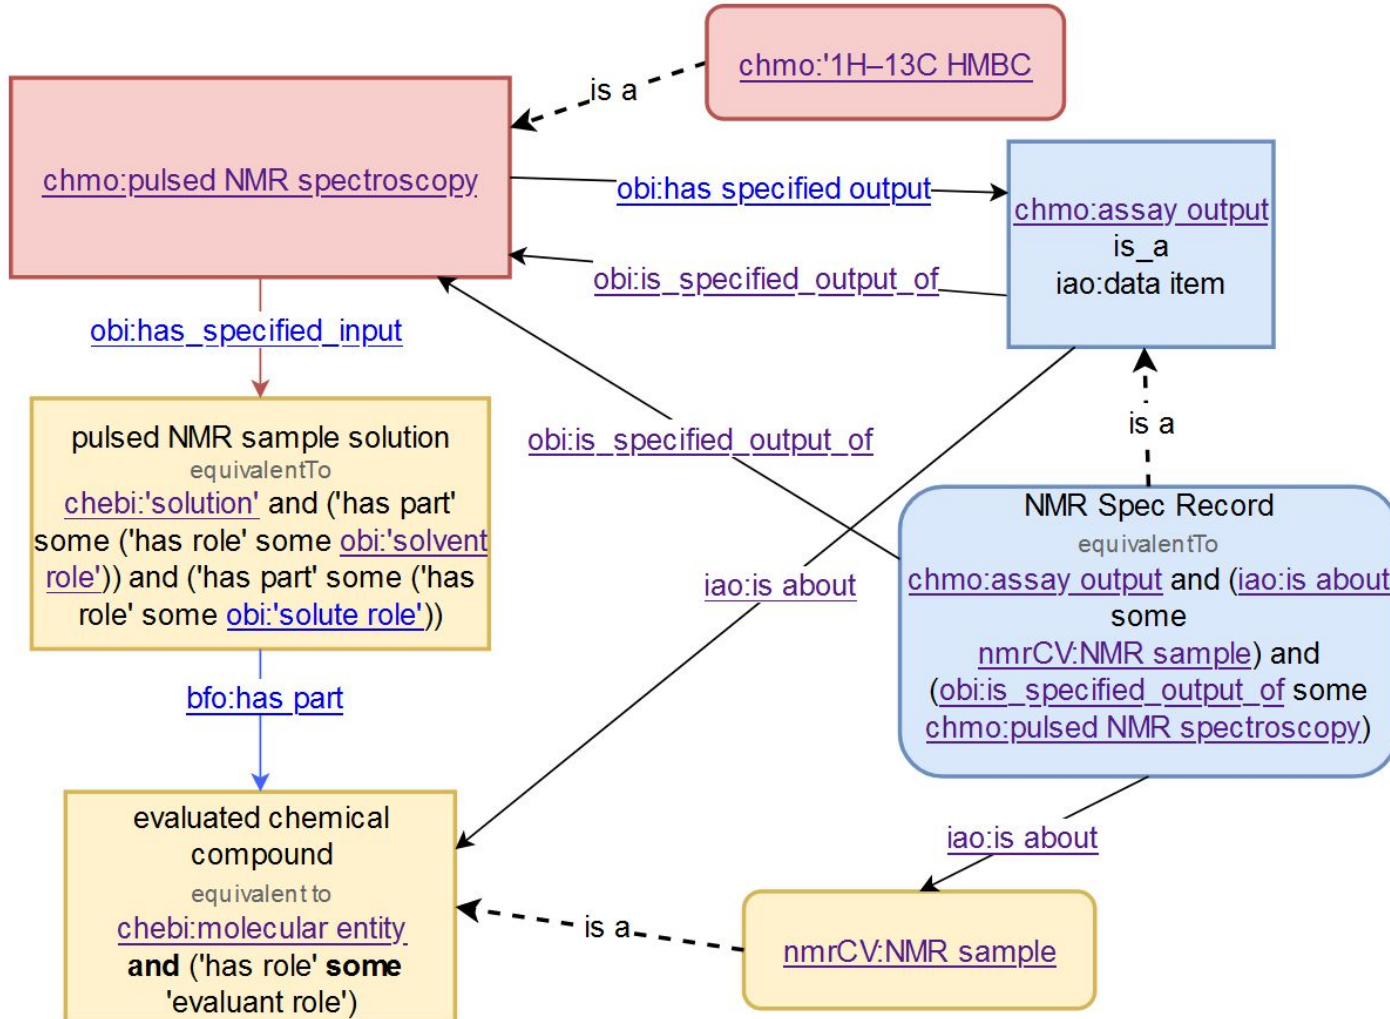 chmo:'1H–13C HMBC
is a
chmo:pulsed NMR spectroscopy
obi:has specified output
chmo:assay output
is_a
iao:data item
obi:is_specified_output_of
obi:has_specified_input
pulsed NMR sample solution
equivalentTo
chebi:'solution' and ('has part'
some ('has role' some obi:'solvent
role')) and ('has part' some ('has
role' some obi:'solute role'))
obi:is_specified_output_of
is a
iao:is about
NMR Spec Record
equivalentTo
chmo:assay output and (iao:is about
some
nmrCV:NMR sample) and
(obi:is_specified_output_of some
chmo:pulsed NMR spectroscopy)
bfo:has part
iao:is about
evaluated chemical
compound
equivalent to
chebi:molecular entity
and ('has role' some
'evaluant role')
is a
nmrCV:NMR sample